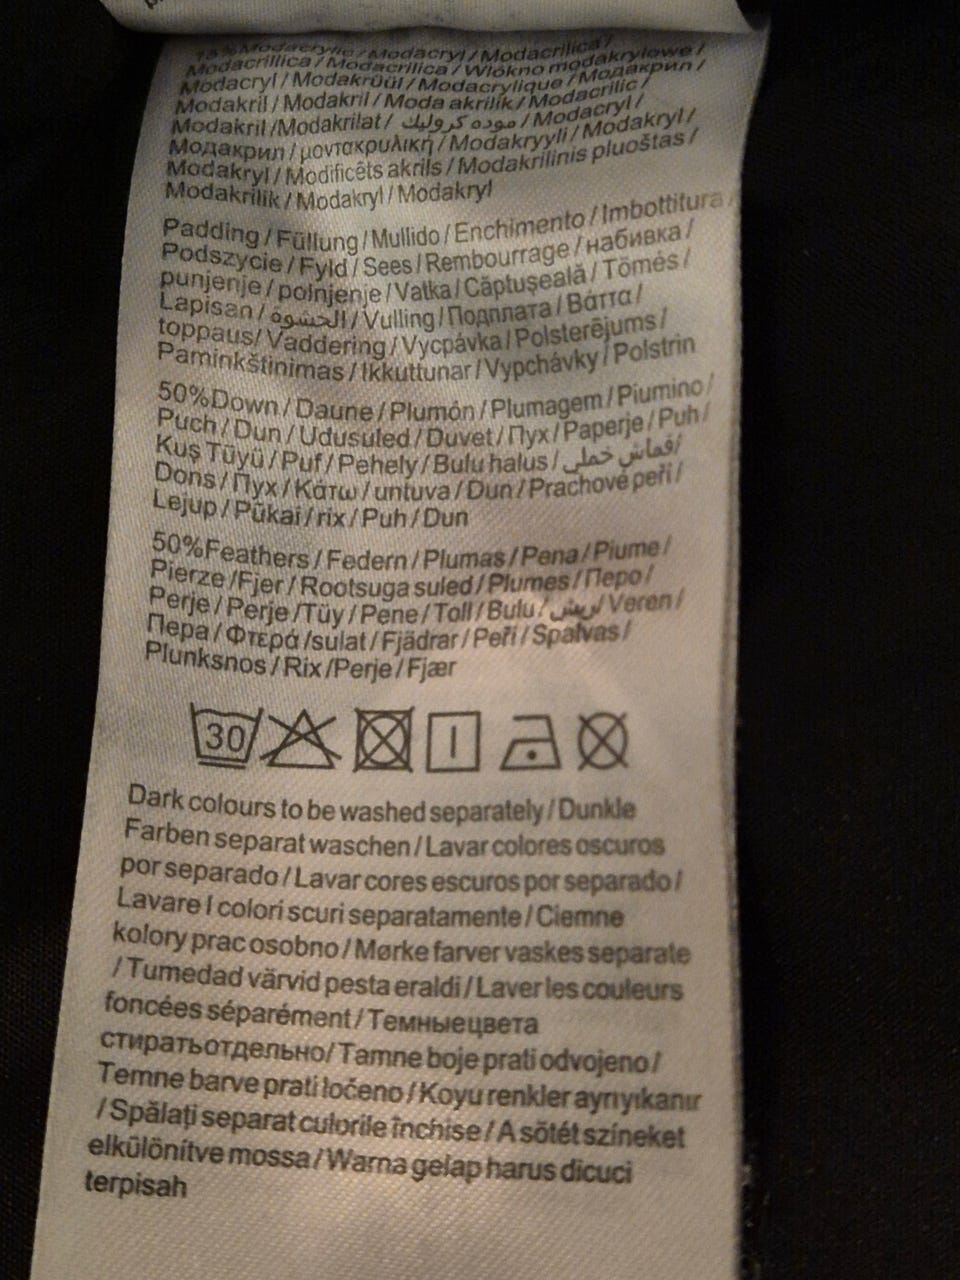 Modacrylic / Modacryl / Modacrilica /
Modacrillica / Modacrilica / Włókno modakrylowe /
Modacryl / Modakrüül / Modacrylique / Модакрил /
Modakril / Modakril / Moda akrilik / Modacrilic /
Modakril /Modakrilat / موده كروليك / Modacryl /
Модакрил / μοντακρυλική / Modakryyli / Modakryl /
Modakryl / Modificēts akrils / Modakrilinis pluoštas /
Modakrilik / Modakryl / Modakryl
Padding / Füllung / Mullido / Enchimento / Imbottitura /
Podszycie / Fyld / Sees / Rembourrage / набивка /
punjenje / polnjenje / Vatka / Căptuşeală / Tömés /
Lapisan / الحشوة / Vulling / Подплата / Βάττα /
toppaus/ Vaddering / Vycpávka / Polsterējums /
Paminkštinimas / Ikkuttunar / Vypchávky / Polstrin
50%Down / Daune / Plumón / Plumagem / Piumino /
Puch / Dun / Udusuled / Duvet / Пух / Paperje / Puh /
Kuş Tüyü / Puf / Pehely / Bulu halus / قماش خملي /
Dons / Пух / Κάτω / untuva / Dun / Prachové peří /
Lejup / Pūkai / rix / Puh / Dun
50%Feathers / Federn / Plumas / Pena / Piume /
Pierze /Fjer / Rootsuga suled / Plumes / Перо /
Perje / Perje /Tüy / Pene / Toll / Bulu / ريش / Veren /
Пера / Φτερά /sulat / Fjädrar / Peří / Spalvas /
Plunksnos / Rix /Perje / Fjær
30
Dark colours to be washed separately / Dunkle
Farben separat waschen / Lavar colores oscuros
por separado / Lavar cores escuros por separado /
Lavare I colori scuri separatamente / Ciemne
kolory prac osobno / Mørke farver vaskes separate
/ Tumedad värvid pesta eraldi / Laver les couleurs
foncées séparément / Темныецвета
стиратьотдельно/ Tamne boje prati odvojeno /
Temne barve prati ločeno / Koyu renkler ayrıyıkanır
/ Spălaţi separat culorile închise / A sötét színeket
elkülönítve mossa / Warna gelap harus dicuci
terpisah